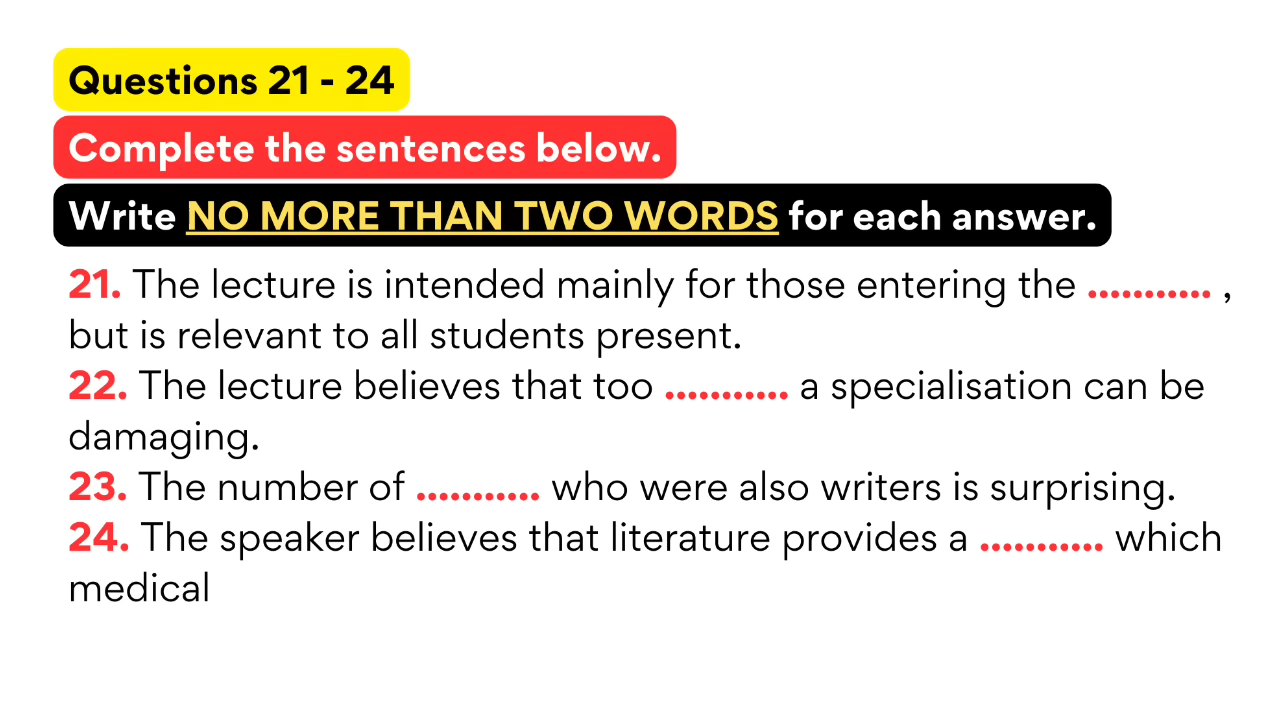 Questions 21 - 24
Complete the sentences below.
Write NO MORE THAN TWO WORDS for each answer.
21. The lecture is intended mainly for those entering the ........... ,
but is relevant to all students present.
22. The lecture believes that too ........... a specialisation can be
damaging.
23. The number of ........... who were also writers is surprising.
24. The speaker believes that literature provides a ........... which
medical